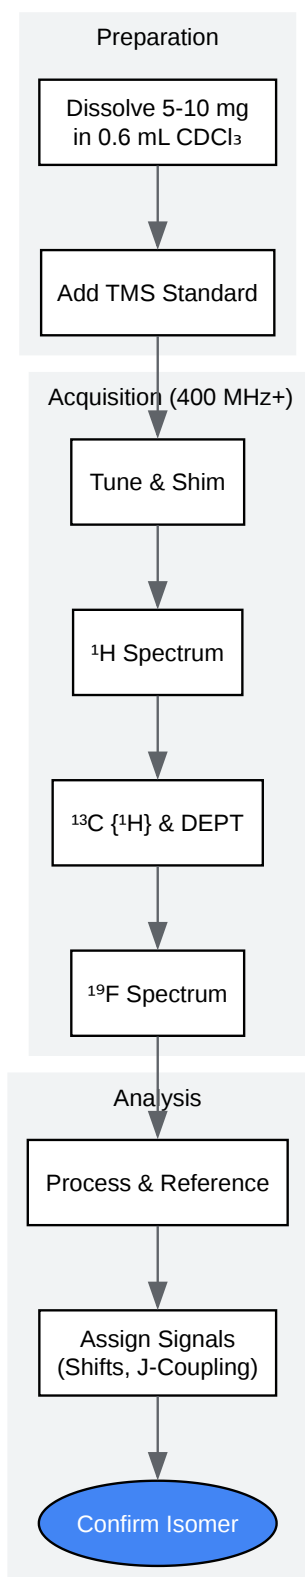 Preparation
Dissolve 5-10 mg
in 0.6 mL CDCl₃
Add TMS Standard
Acquisition (400 MHz+)
Tune & Shim
¹H Spectrum
¹³C {¹H} & DEPT
¹⁹F Spectrum
Analysis
Process & Reference
Assign Signals
(Shifts, J-Coupling)
Confirm Isomer